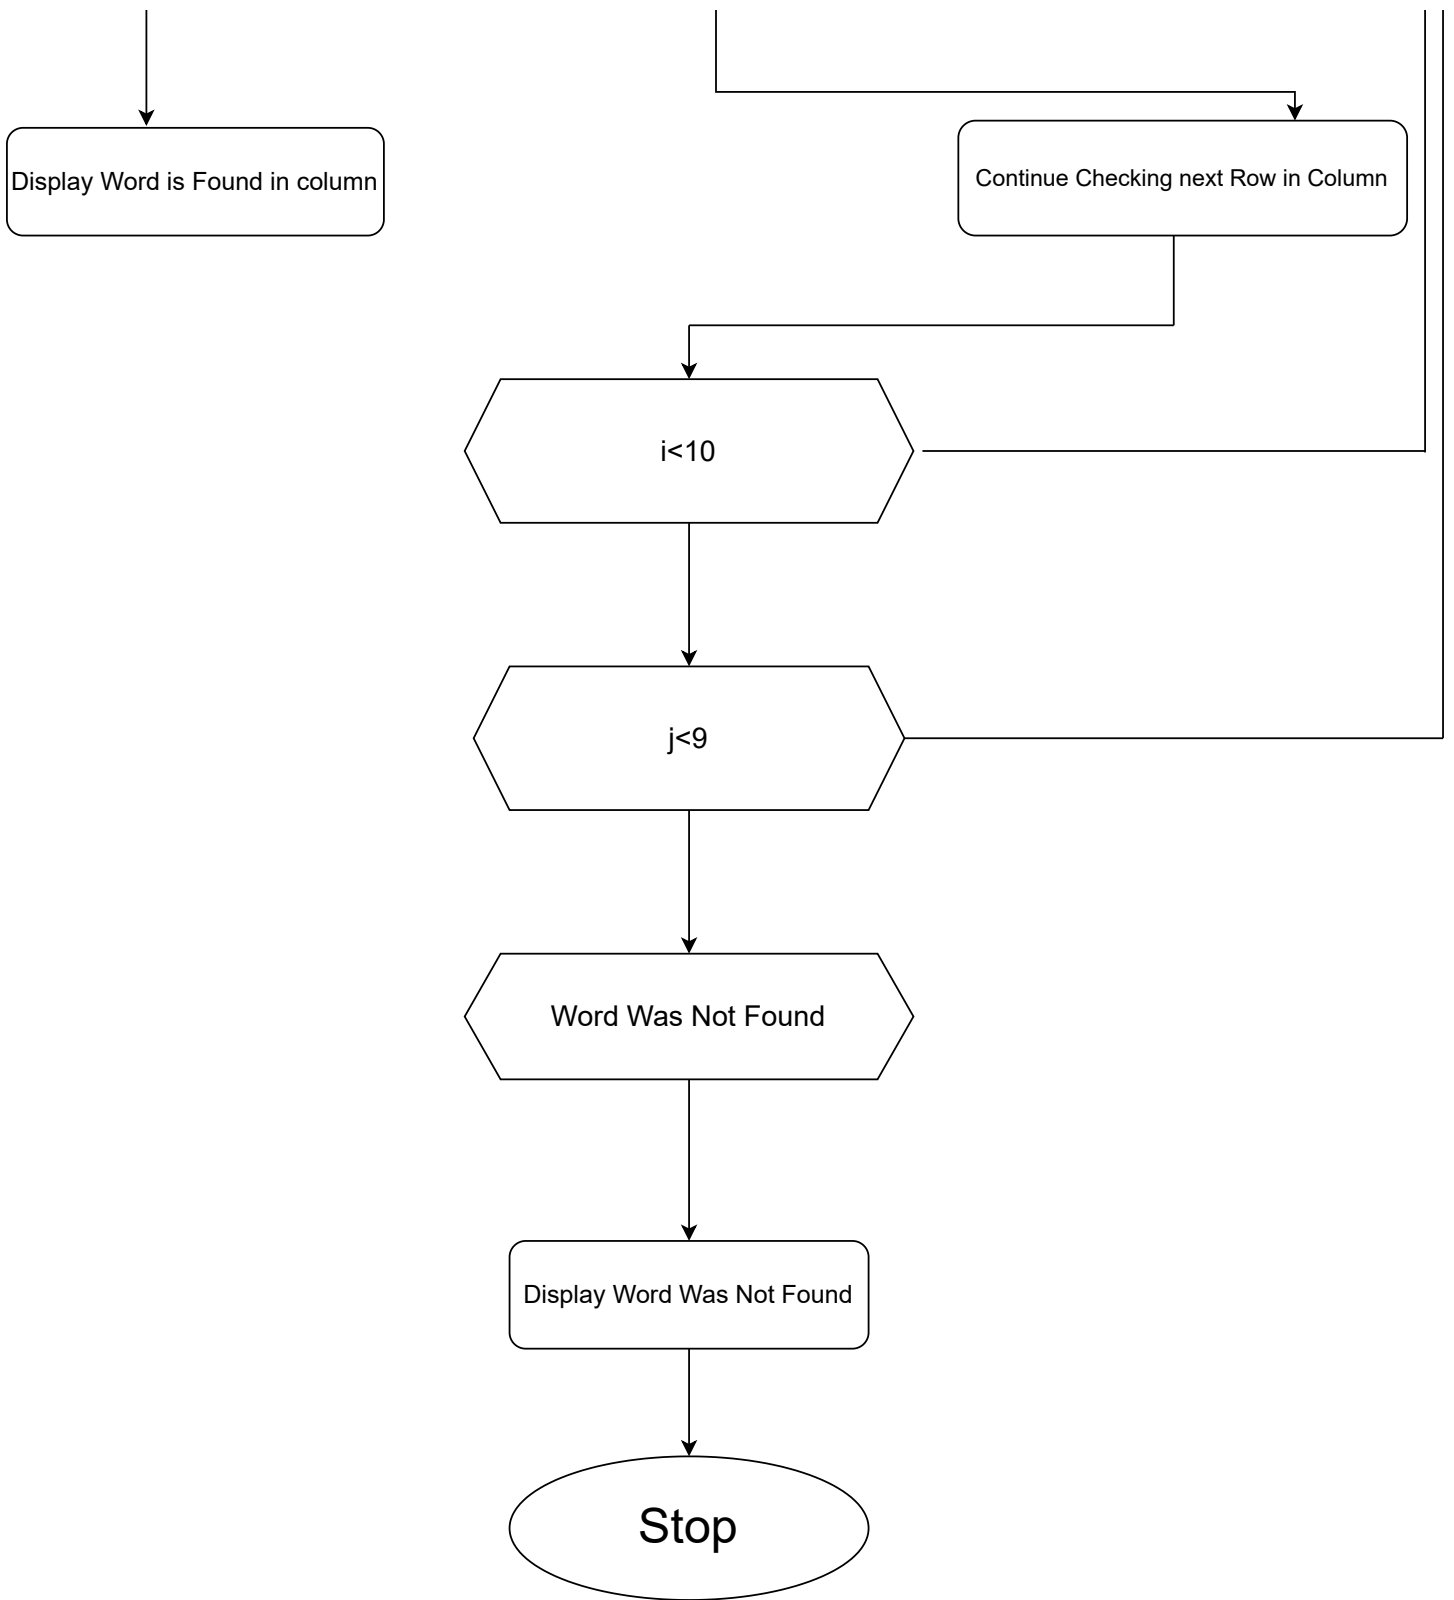 Display Word is Found in column
Continue Checking next Row in Column
i<10
j<9
Word Was Not Found
Display Word Was Not Found
Stop